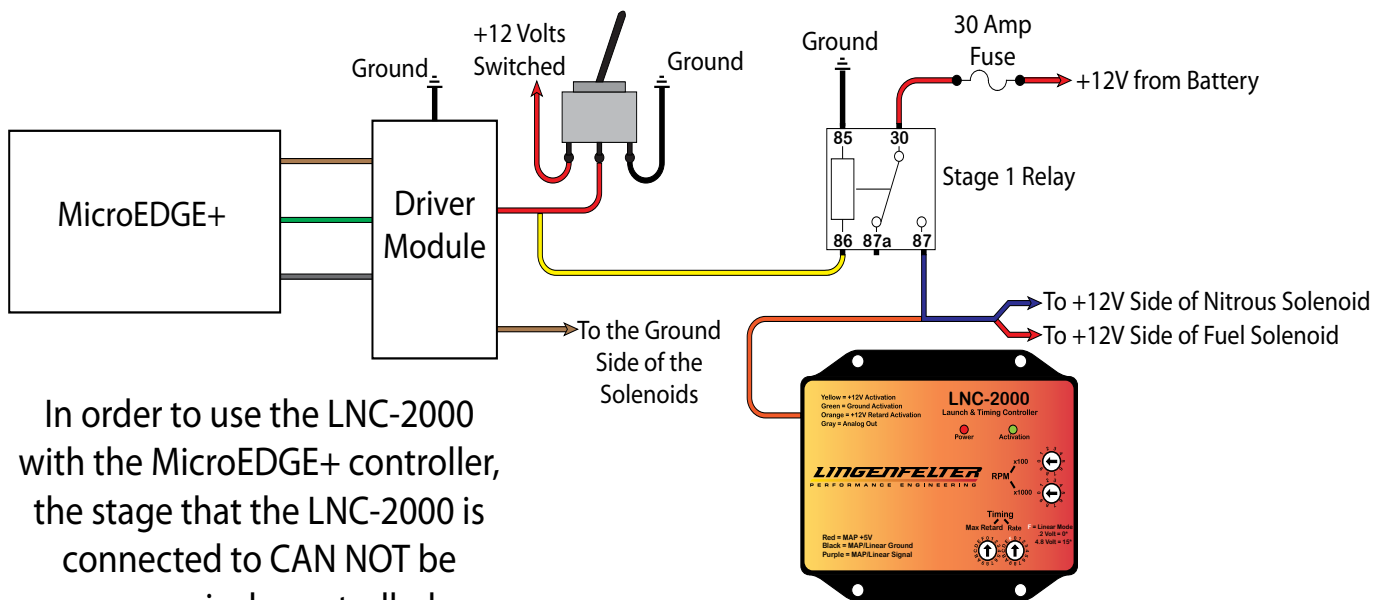 +12 Volts
Switched
Ground
Ground
Ground
30 Amp
Fuse
+12V from Battery
85 30
Stage 1 Relay
86 87a 87
MicroEDGE+
Driver
Module
To the Ground
Side of the
Solenoids
To +12V Side of Nitrous Solenoid
To +12V Side of Fuel Solenoid
In order to use the LNC-2000
with the MicroEDGE+ controller,
the stage that the LNC-2000 is
connected to CAN NOT be
Yellow = +12V Activation
Green = Ground Activation
Orange = +12V Retard Activation
Gray = Analog Out
LNC-2000
Launch & Timing Controller
Power Activation
LINGENFELTER
PERFORMANCE ENGINEERING
RPM
x100
x1000
Timing
Max Retard Rate
F = Linear Mode
.2 Volt = 0°
4.8 Volt = 15°
Red = MAP +5V
Black = MAP/Linear Ground
Purple = MAP/Linear Signal